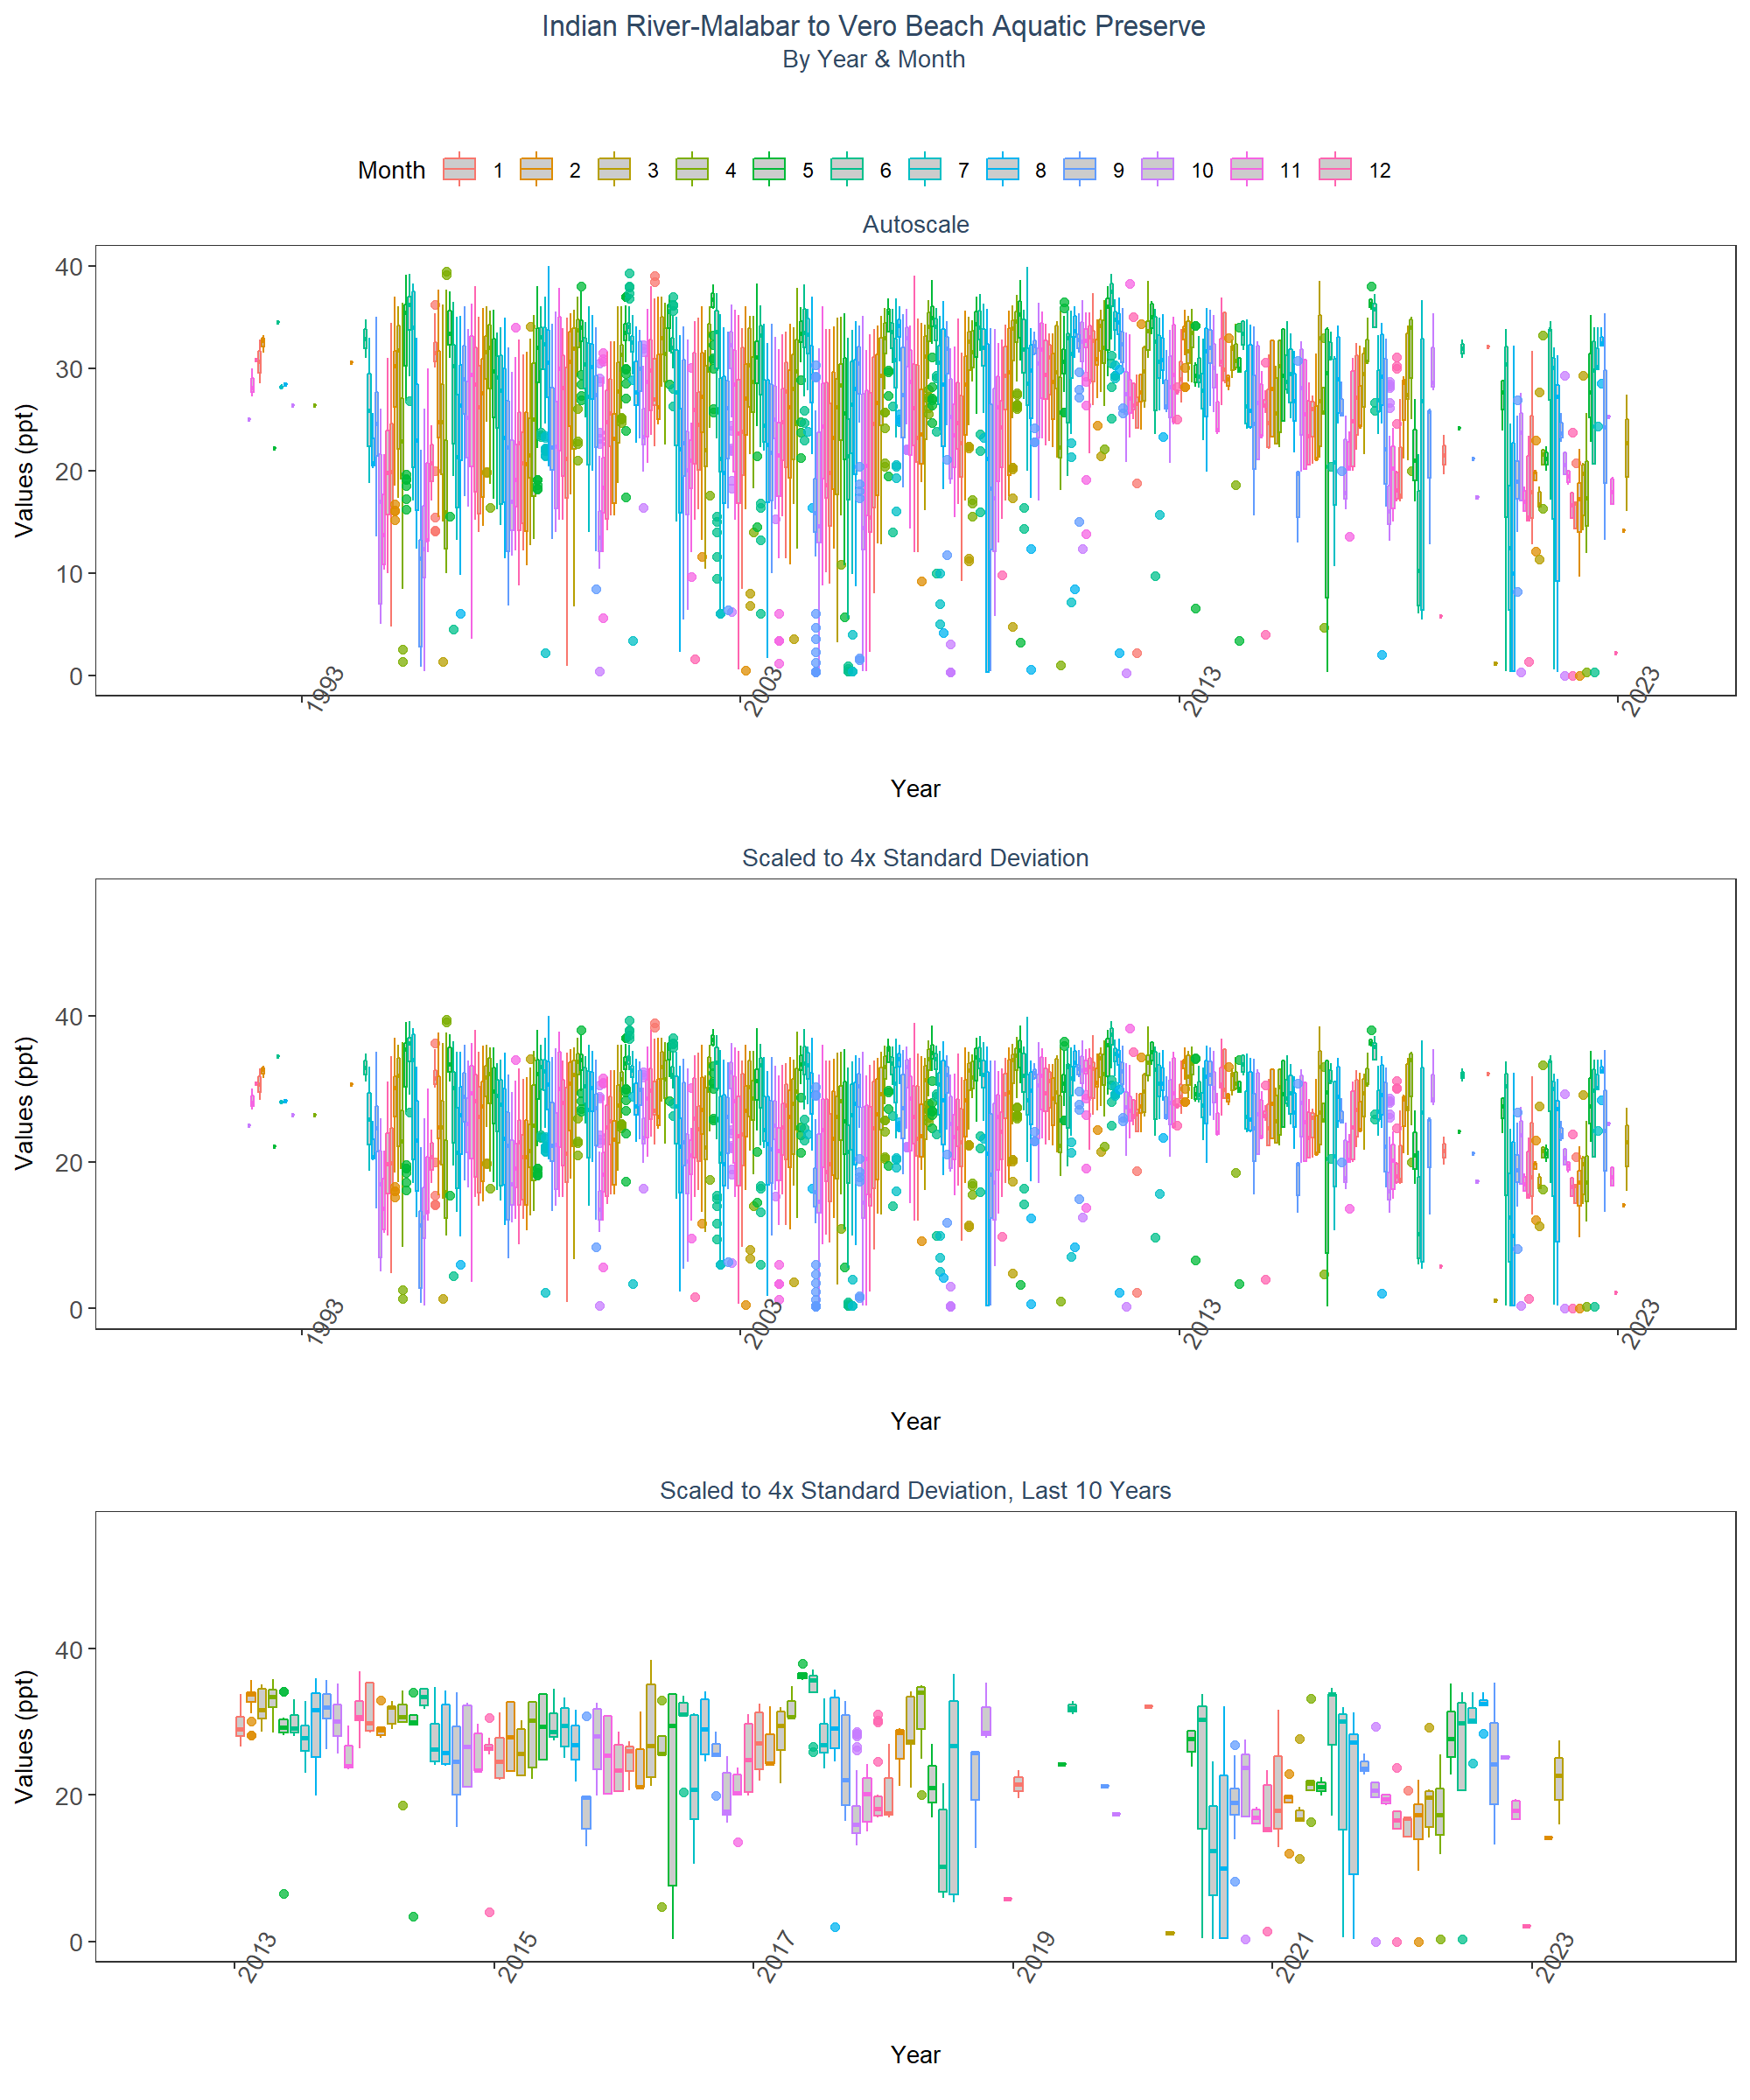 Indian River-Malabar to Vero Beach Aquatic Preserve
By Year & Month
Month 1 2 3 4 5 6 7 8 9 10 11 12
Autoscale
Values (ppt)
40
30
20
10
0
1993 2003 2013 2023
Year
Scaled to 4x Standard Deviation
Values (ppt)
40
20
0
1993 2003 2013 2023
Year
Scaled to 4x Standard Deviation, Last 10 Years
Values (ppt)
40
20
0
2013 2015 2017 2019 2021 2023
Year